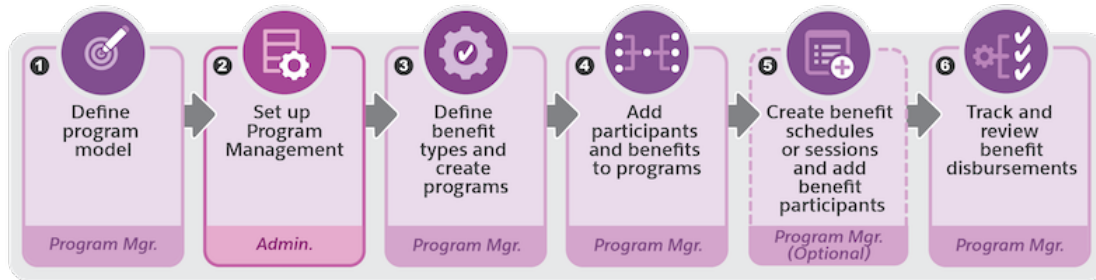 1
Define
program
model
Program Mgr.
2
Set up
Program
Management
Admin.
3
Define
benefit
types and
create
programs
Program Mgr.
4
Add
participants
and benefits
to programs
Program Mgr.
5
Create benefit
schedules
or sessions
and add
benefit
participants
Program Mgr.
(Optional)
6
Track and
review
benefit
disbursements
Program Mgr.